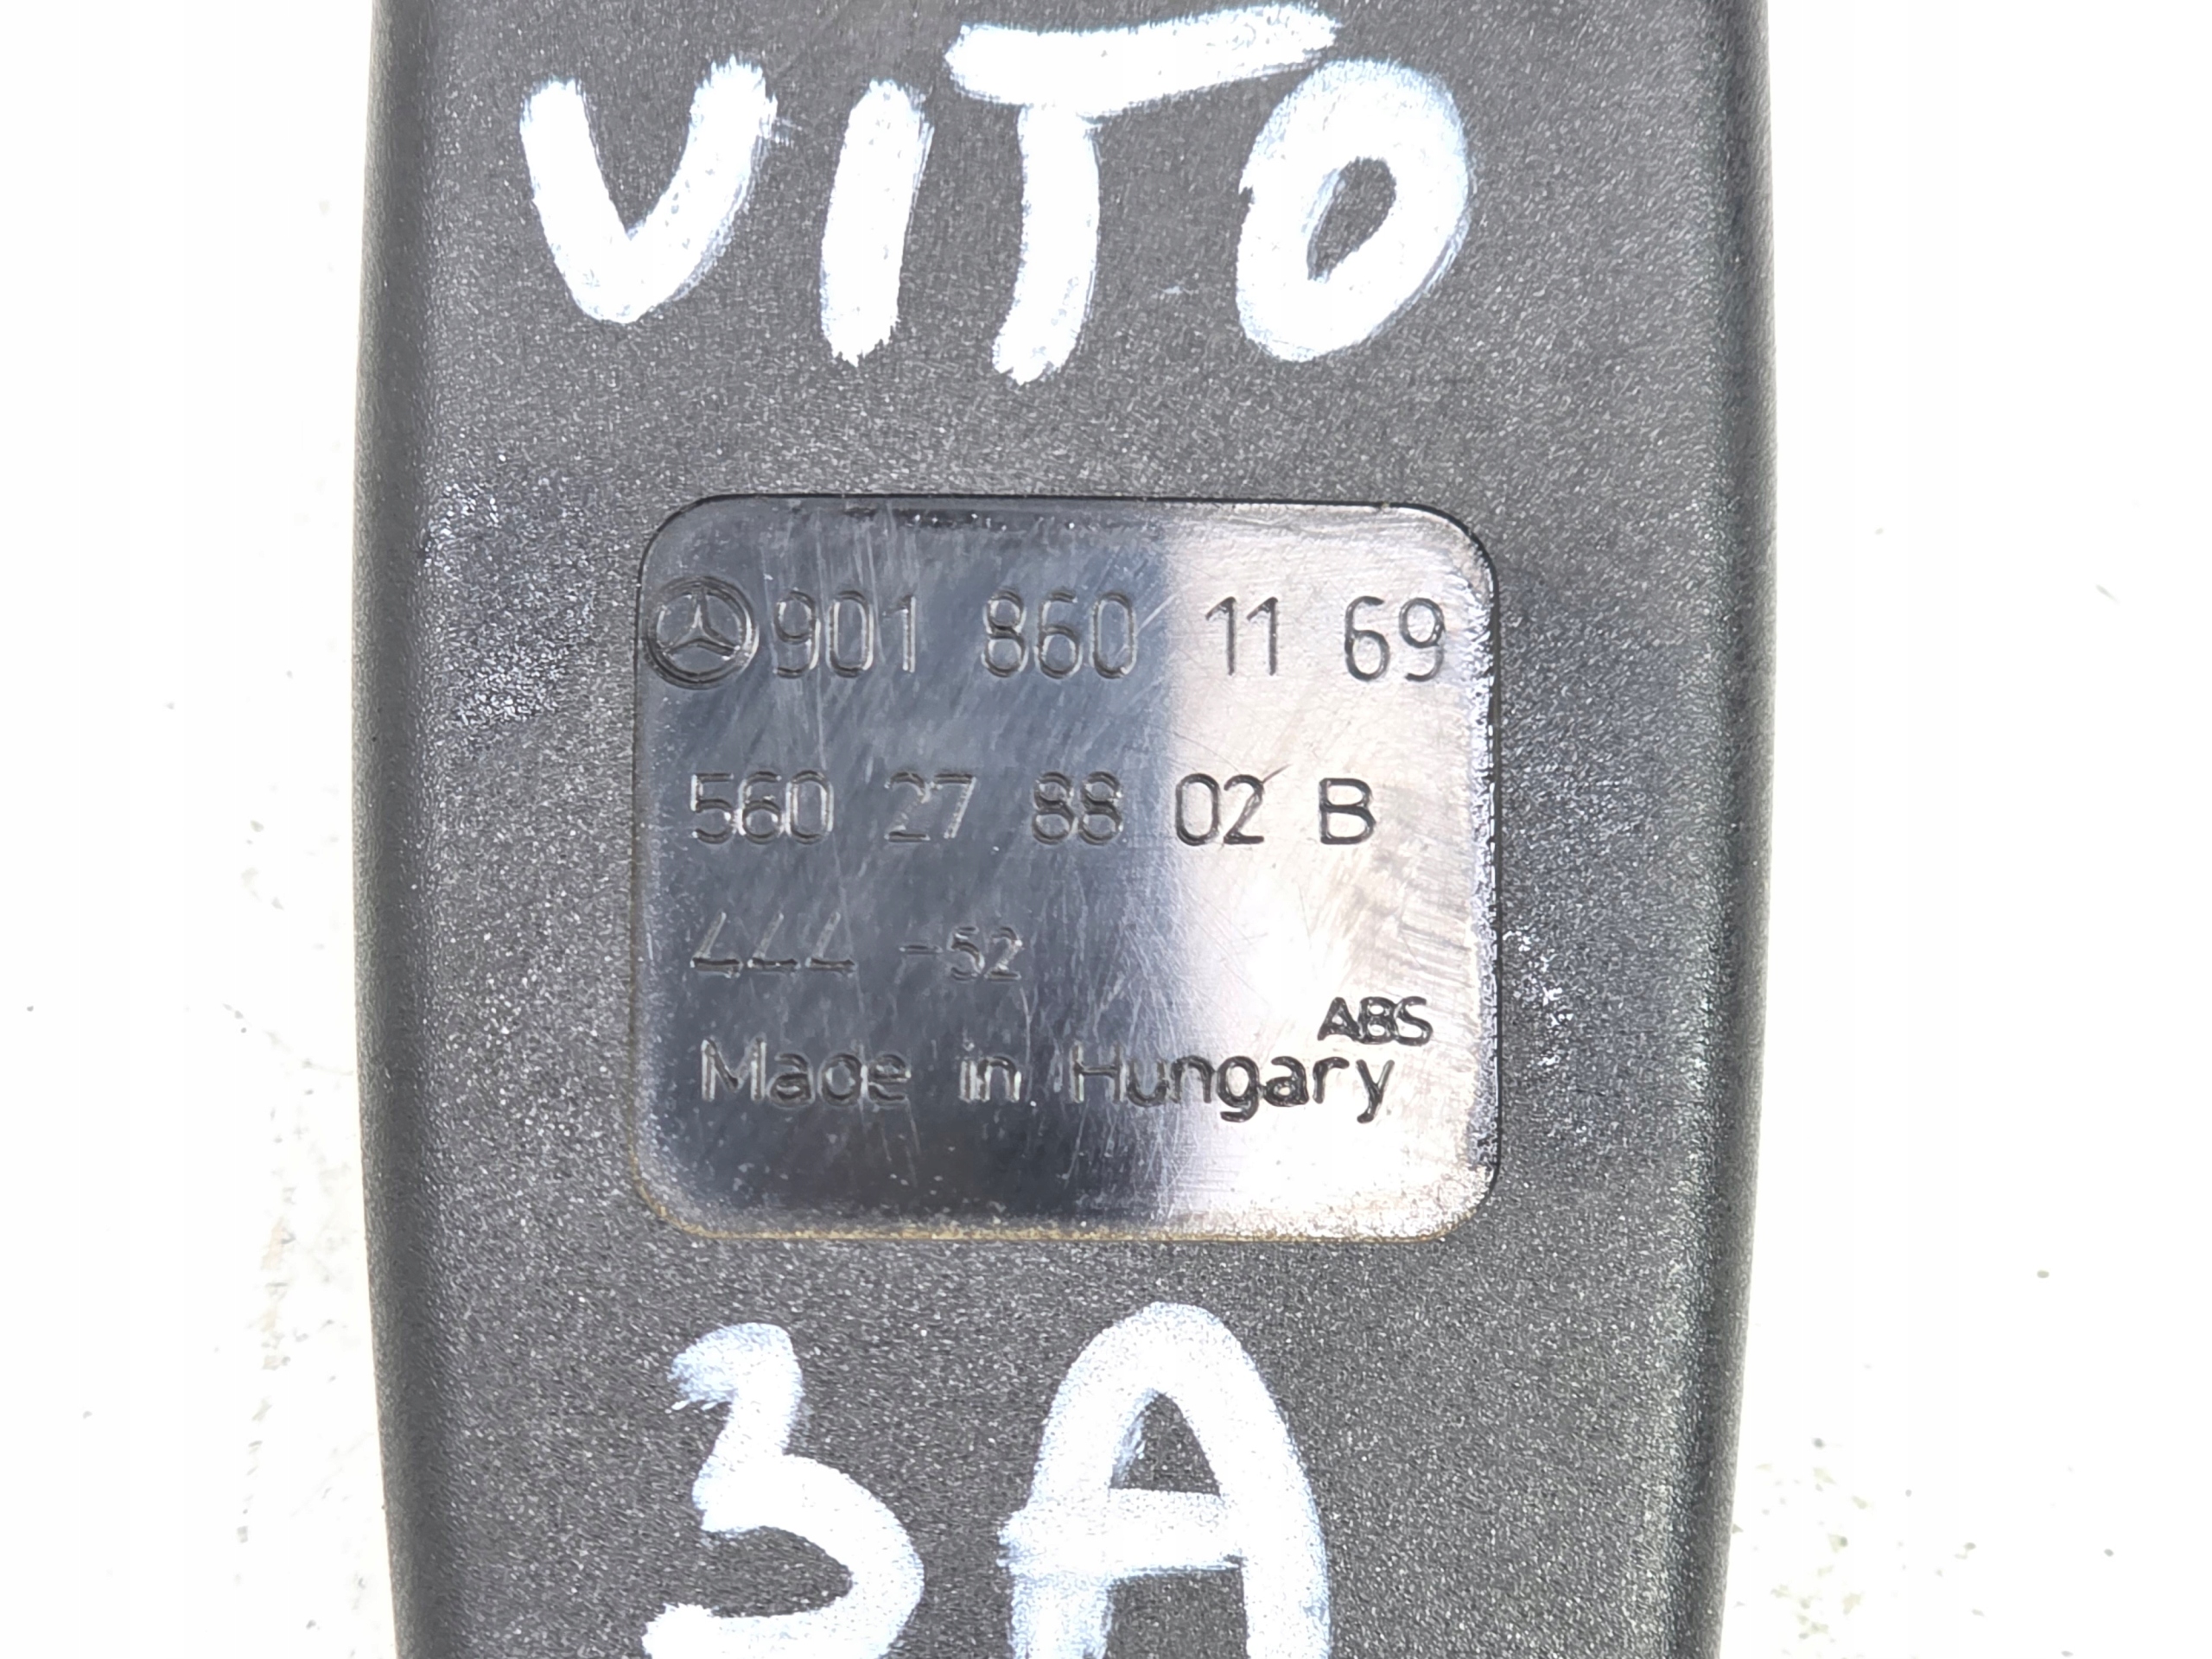 VITO
901 860 11 69
560 27 88 02 B
444 -52
ABS
Made in Hungary
3A